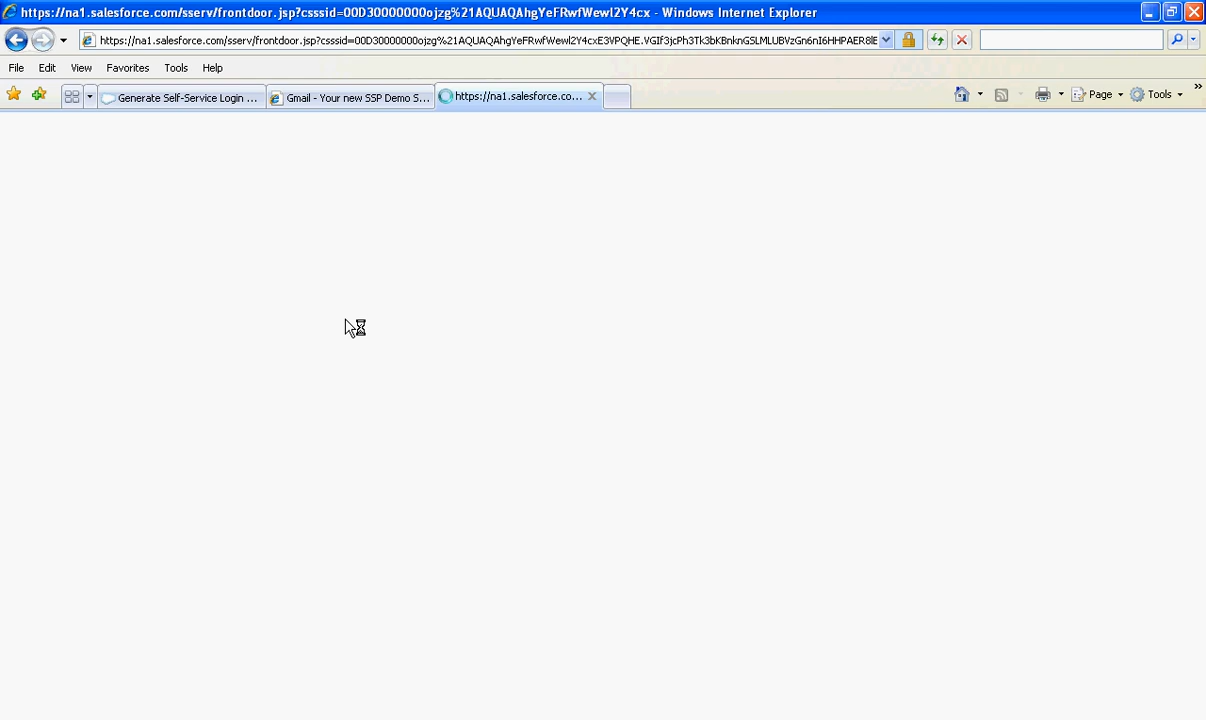 https://na1.salesforce.com/sserv/frontdoor.jsp?csssid=00D30000000ojzg%21AQUAQAhgYeFRwfWewl2Y4cx - Windows Internet Explorer
https://na1.salesforce.com/sserv/frontdoor.jsp?csssid=00D30000000ojzg%21AQUAQAhgYeFRwfWewl2Y4cxE3VPQHE.VGIf3jcPh3Tk3bKBnknGSLMLUBVzGn6nI6HHPAER8lE
File Edit View Favorites Tools Help
Generate Self-Service Login ... Gmail - Your new SSP Demo S... https://na1.salesforce.co... Page Tools